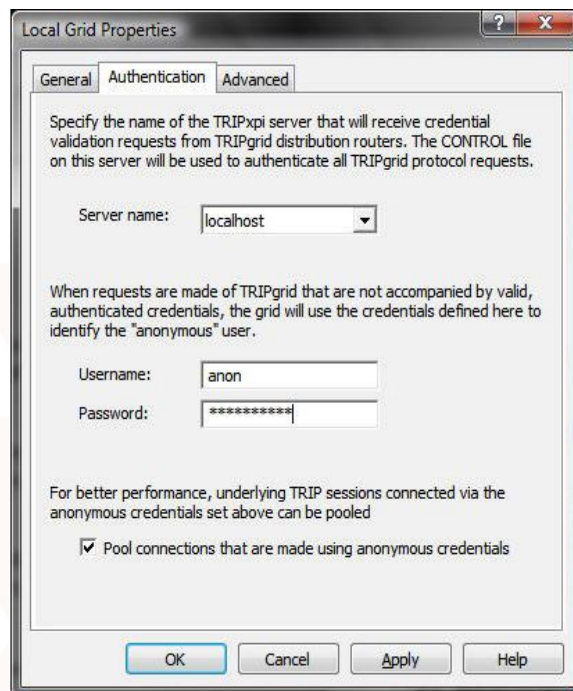 Local Grid Properties
?
X
General
Authentication
Advanced
Specify the name of the TRIPxpi server that will receive credential
validation requests from TRIPgrid distribution routers. The CONTROL file
on this server will be used to authenticate all TRIPgrid protocol requests.
Server name:
localhost
When requests are made of TRIPgrid that are not accompanied by valid,
authenticated credentials, the grid will use the credentials defined here to
identify the "anonymous" user.
Username:
anon
Password:
**********
For better performance, underlying TRIP sessions connected via the
anonymous credentials set above can be pooled
Pool connections that are made using anonymous credentials
OK
Cancel
Apply
Help